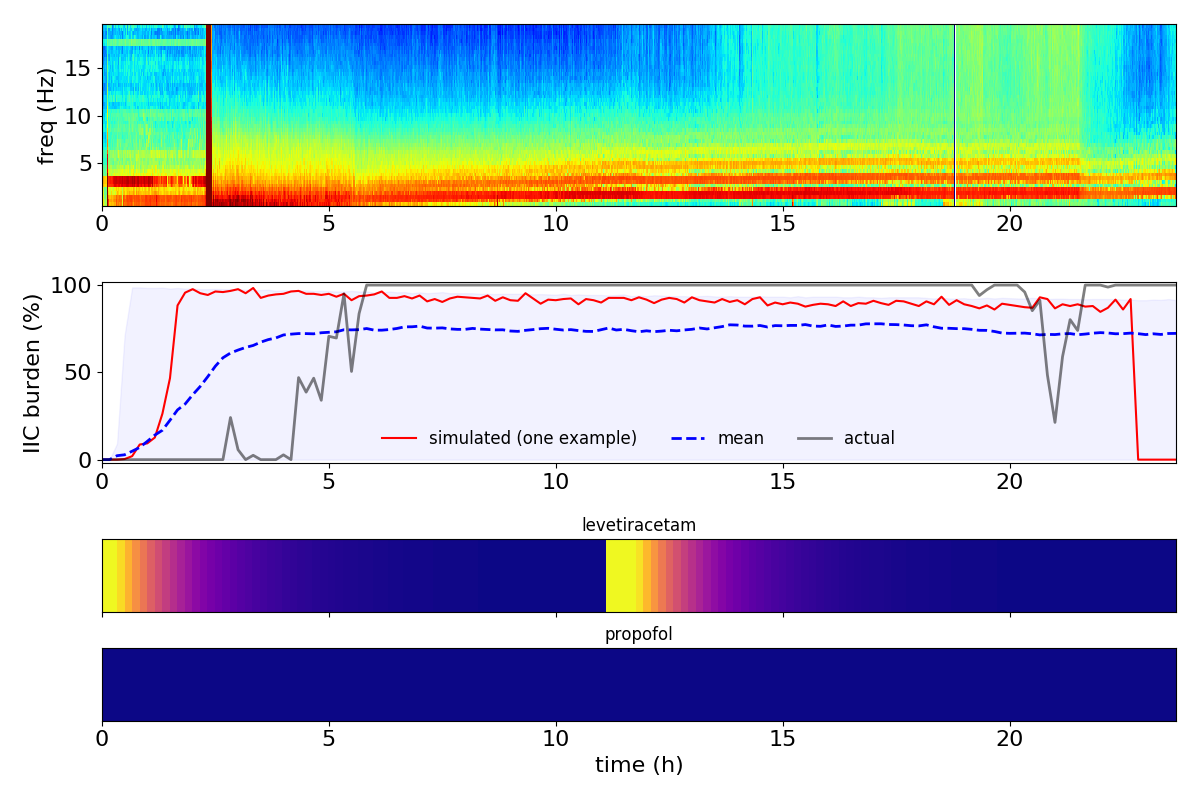 freq (Hz)
15
10
5
0 5 10 15 20
IIC burden (%)
100
50
0
simulated (one example) mean actual
0 5 10 15 20
levetiracetam
propofol
0 5 10 15 20
time (h)